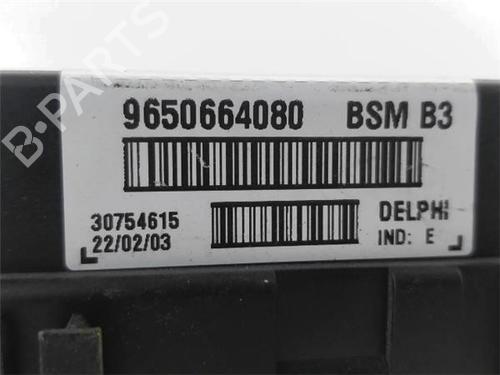 B-PARTS
9650664080 BSM B3
30754615
22/02/03
DELPHI
IND: E